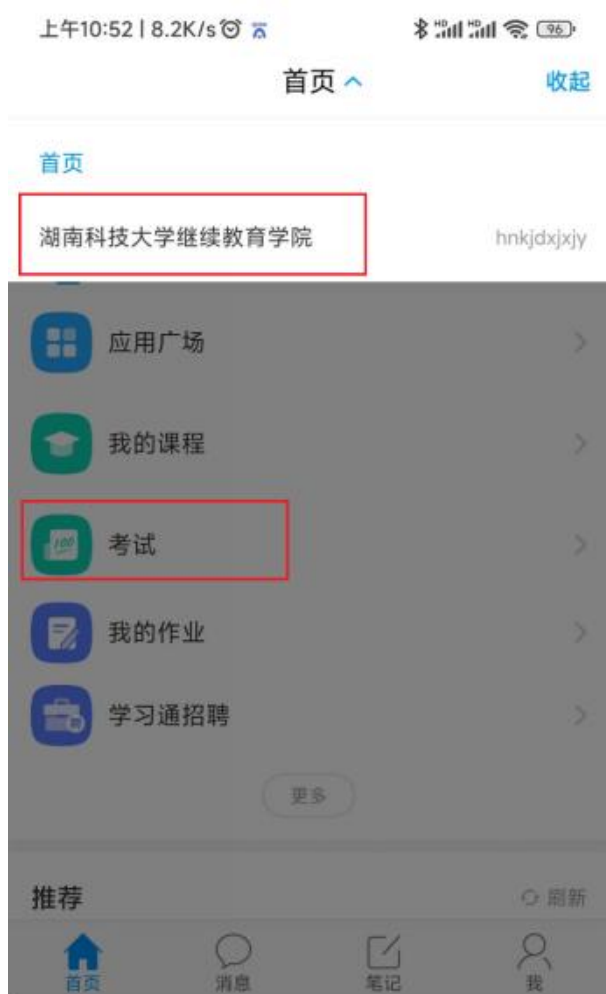 上午10:52 | 8.2K/s
96
首页
收起
首页
湖南科技大学继续教育学院 hnkjdxjxjy
应用广场
我的课程
100
考试
我的作业
学习通招聘
更多
推荐
刷新
首页 消息 笔记 我